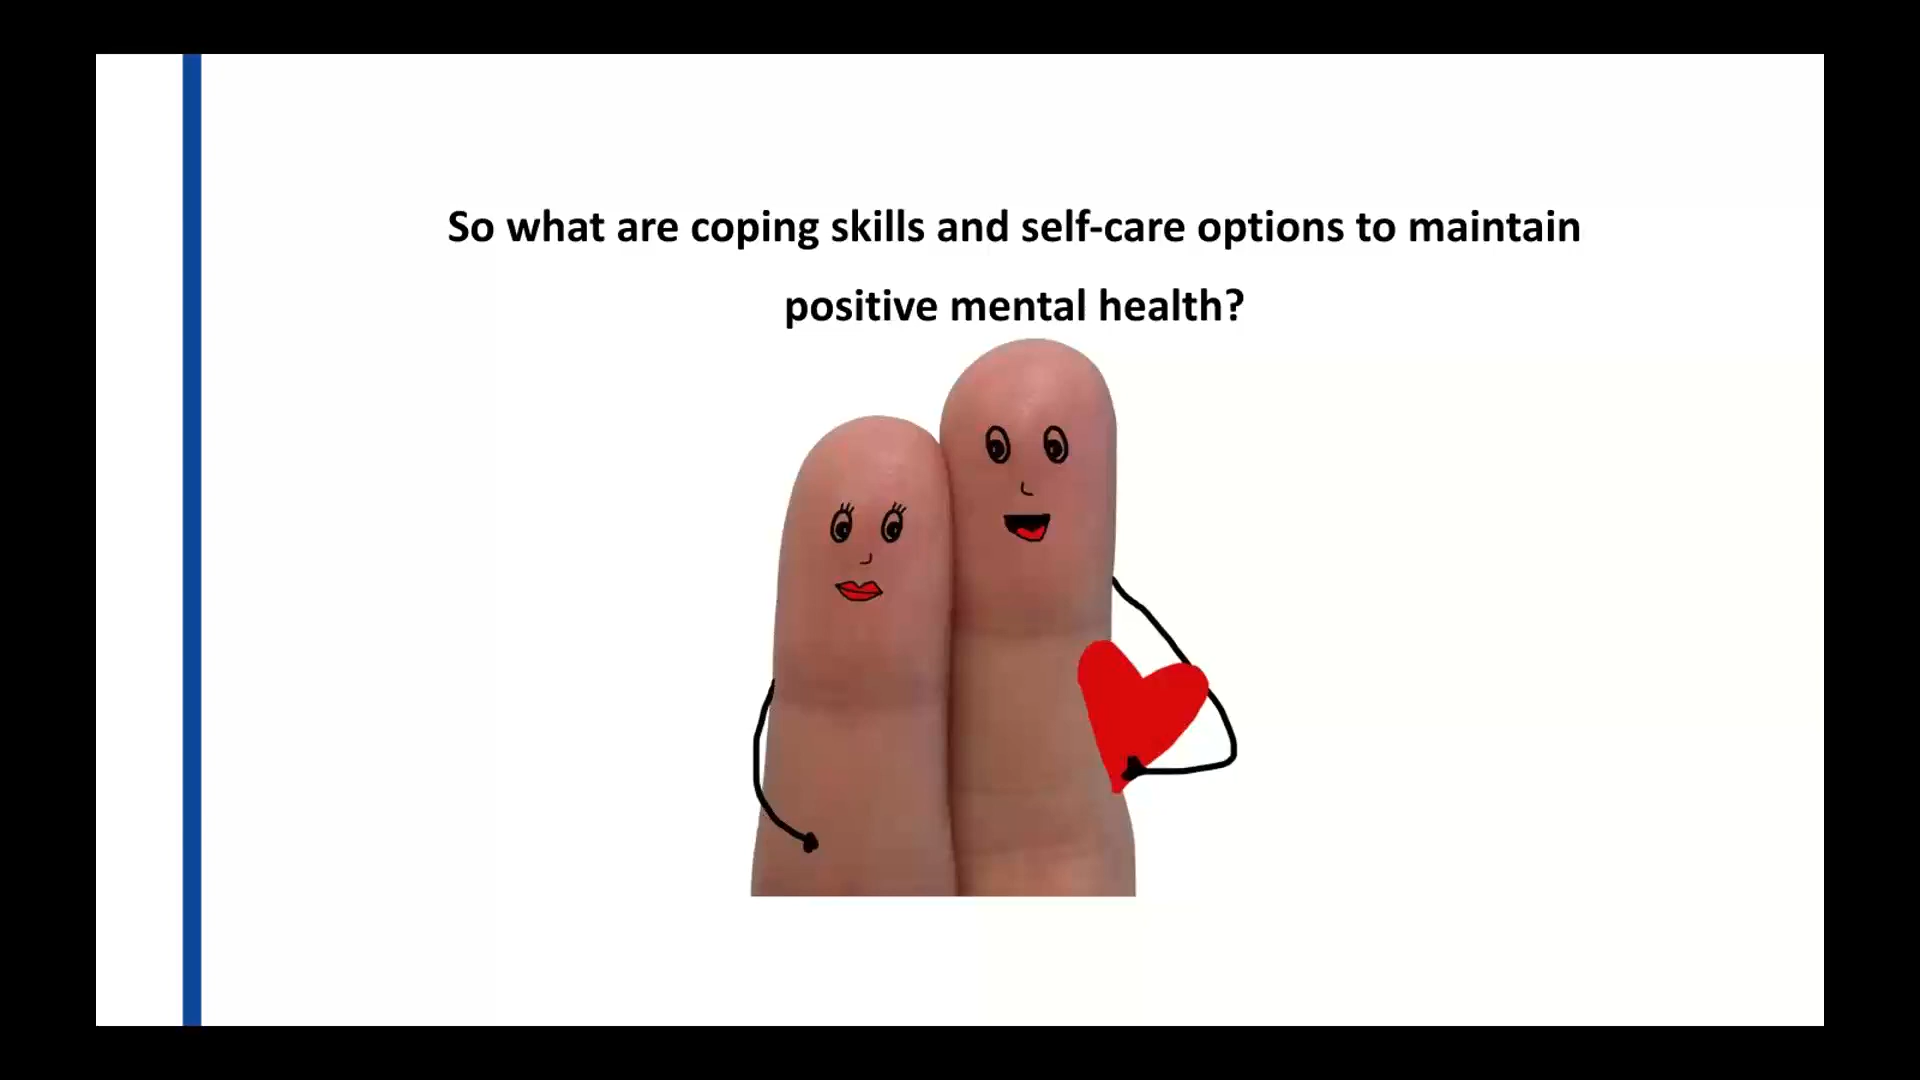 So what are coping skills and self-care options to maintain
positive mental health?